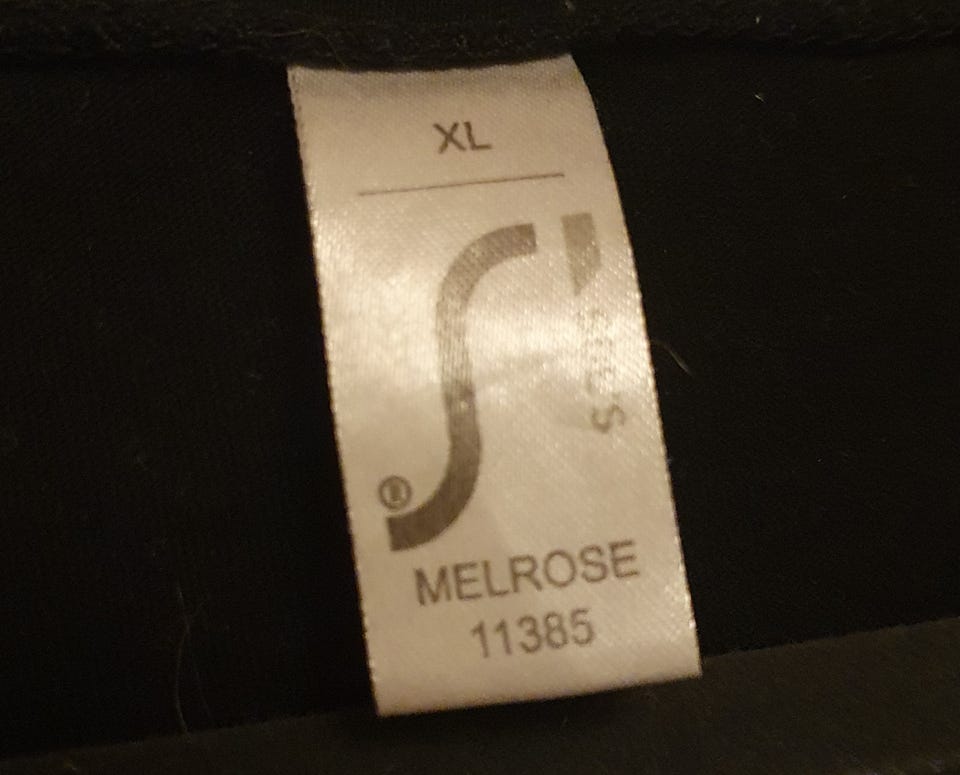 XL
SOL'S
®
MELROSE
11385